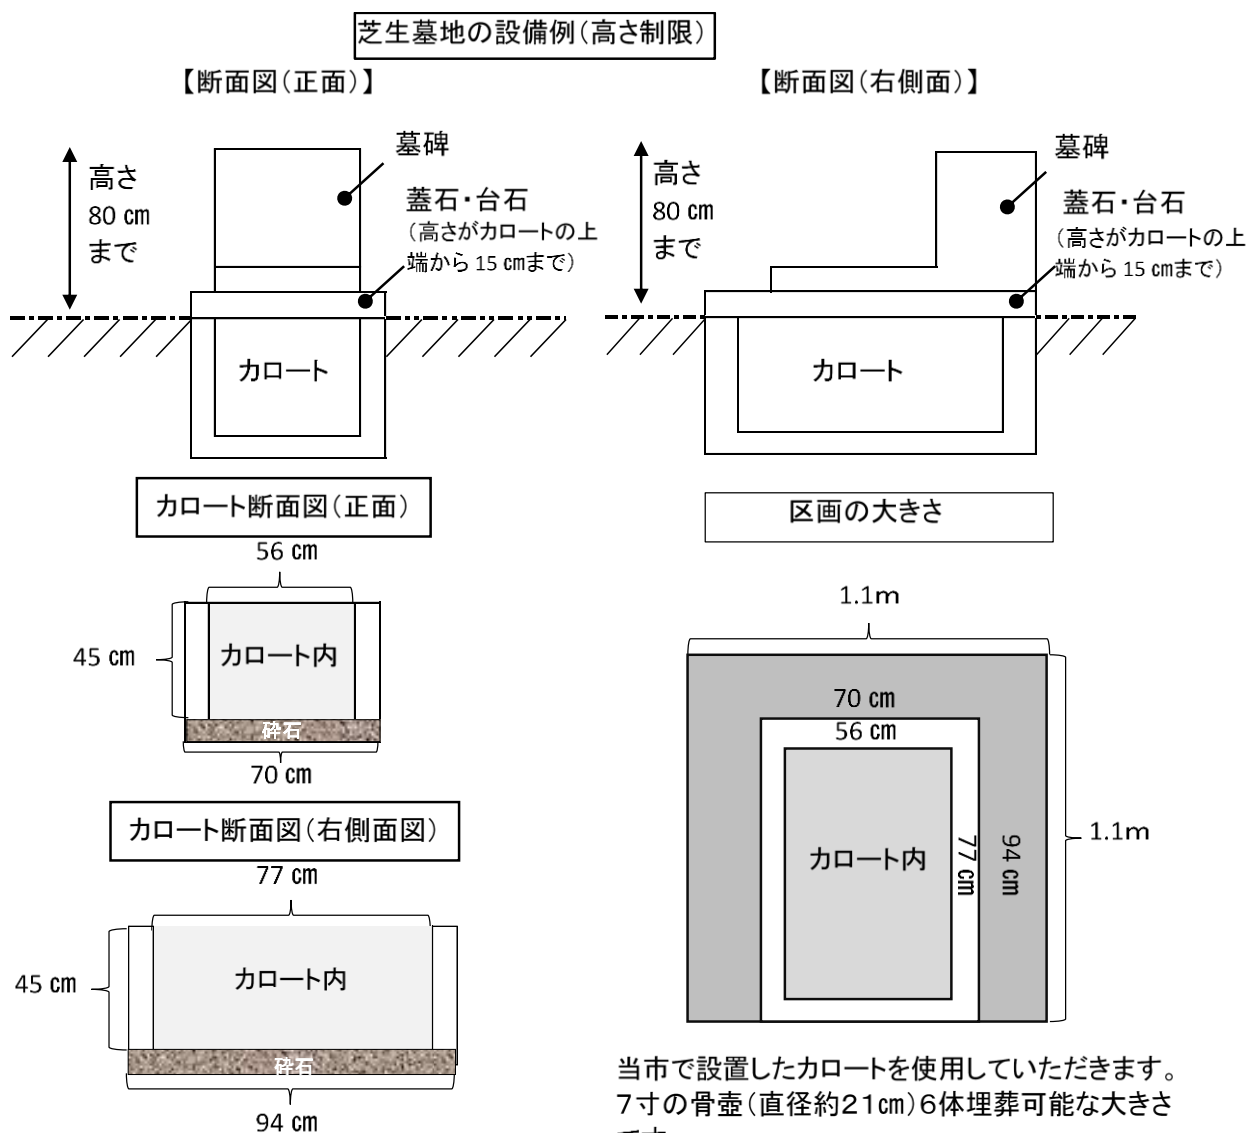 芝生墓地の設備例（高さ制限）
【断面図（正面）】
高さ
80 ㎝
まで
墓碑
蓋石・台石
（高さがカロートの上
端から 15 ㎝まで）
カロート
【断面図（右側面）】
高さ
80 ㎝
まで
墓碑
蓋石・台石
（高さがカロートの上
端から 15 ㎝まで）
カロート
カロート断面図（正面）
56 ㎝
45 ㎝
カロート内
砕石
70 ㎝
カロート断面図（右側面図）
77 ㎝
45 ㎝
カロート内
砕石
94 ㎝
区画の大きさ
1.1ｍ
70 ㎝
56 ㎝
カロート内
77 ㎝
94 ㎝
1.1ｍ
当市で設置したカロートを使用していただきます。
７寸の骨壺（直径約２１㎝）６体埋葬可能な大きさ